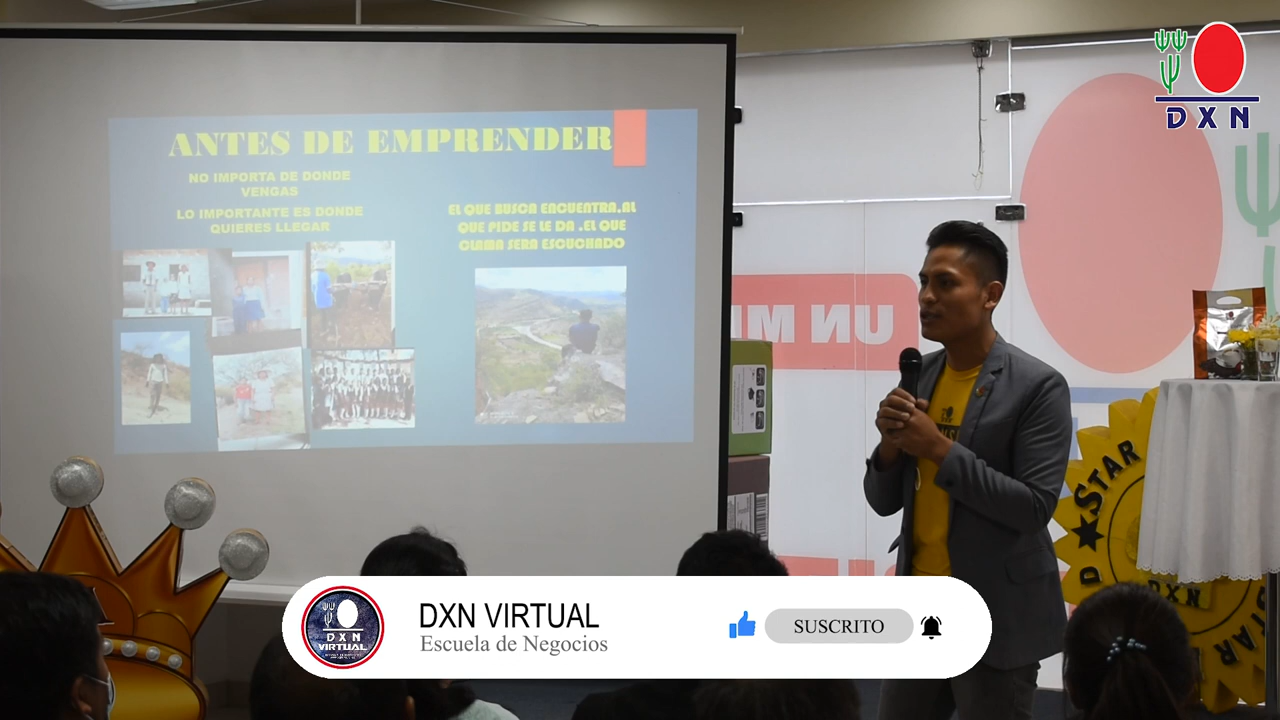 ANTES DE EMPRENDER
NO IMPORTA DE DONDE
VENGAS
LO IMPORTANTE ES DONDE
QUIERES LLEGAR
EL QUE BUSCA ENCUENTRA.AL
QUE PIDE SE LE DA .EL QUE
CLAMA SERA ESCUCHADO
DXN
UN MI
STAR
DXN
STAR
D X N
VIRTUAL
DXN VIRTUAL
Escuela de Negocios
SUSCRITO